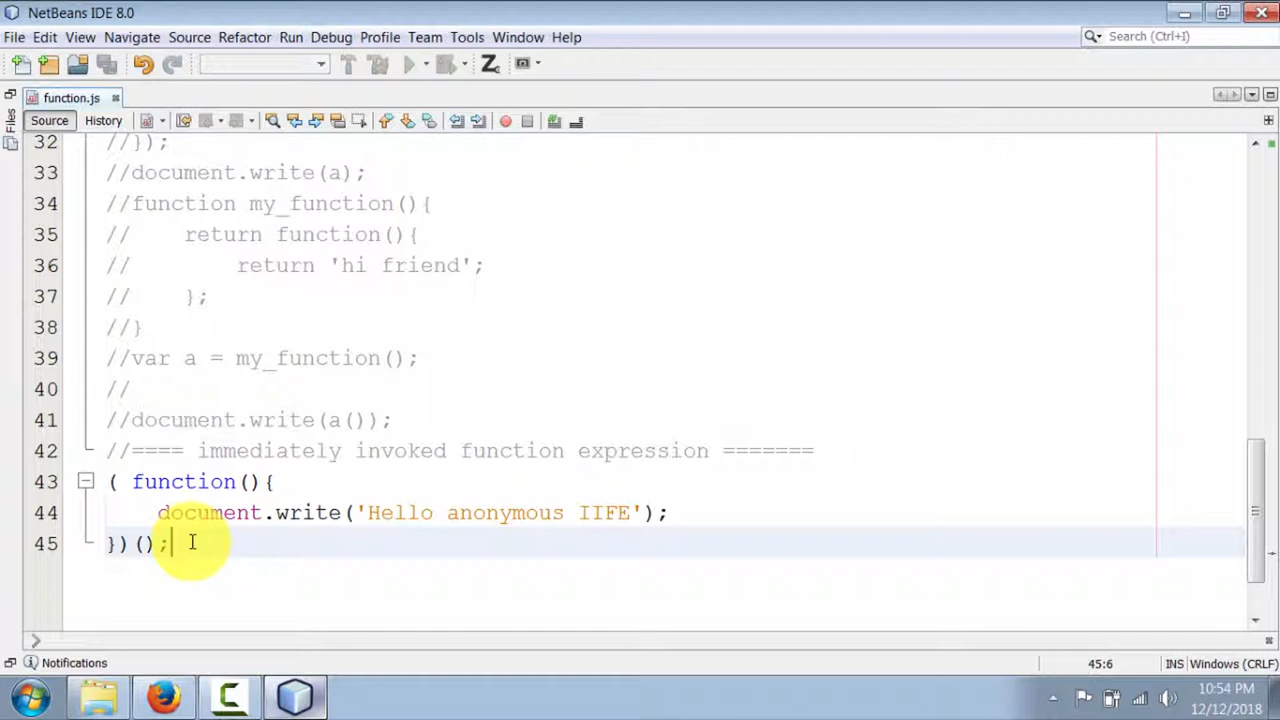 NetBeans IDE 8.0
File Edit View Navigate Source Refactor Run Debug Profile Team Tools Window Help
Search (Ctrl+I)
function.js
Files
Source History
32 //});
33 //document.write(a);
34 //function my_function(){
35 //    return function(){
36 //        return 'hi friend';
37 //    };
38 //}
39 //var a = my_function();
40 //
41 //document.write(a());
42 //==== immediately invoked function expression =======
43 ( function(){
44     document.write('Hello anonymous IIFE');
45 })();
Notifications
45:6 INS Windows (CRLF)
10:54 PM
12/12/2018